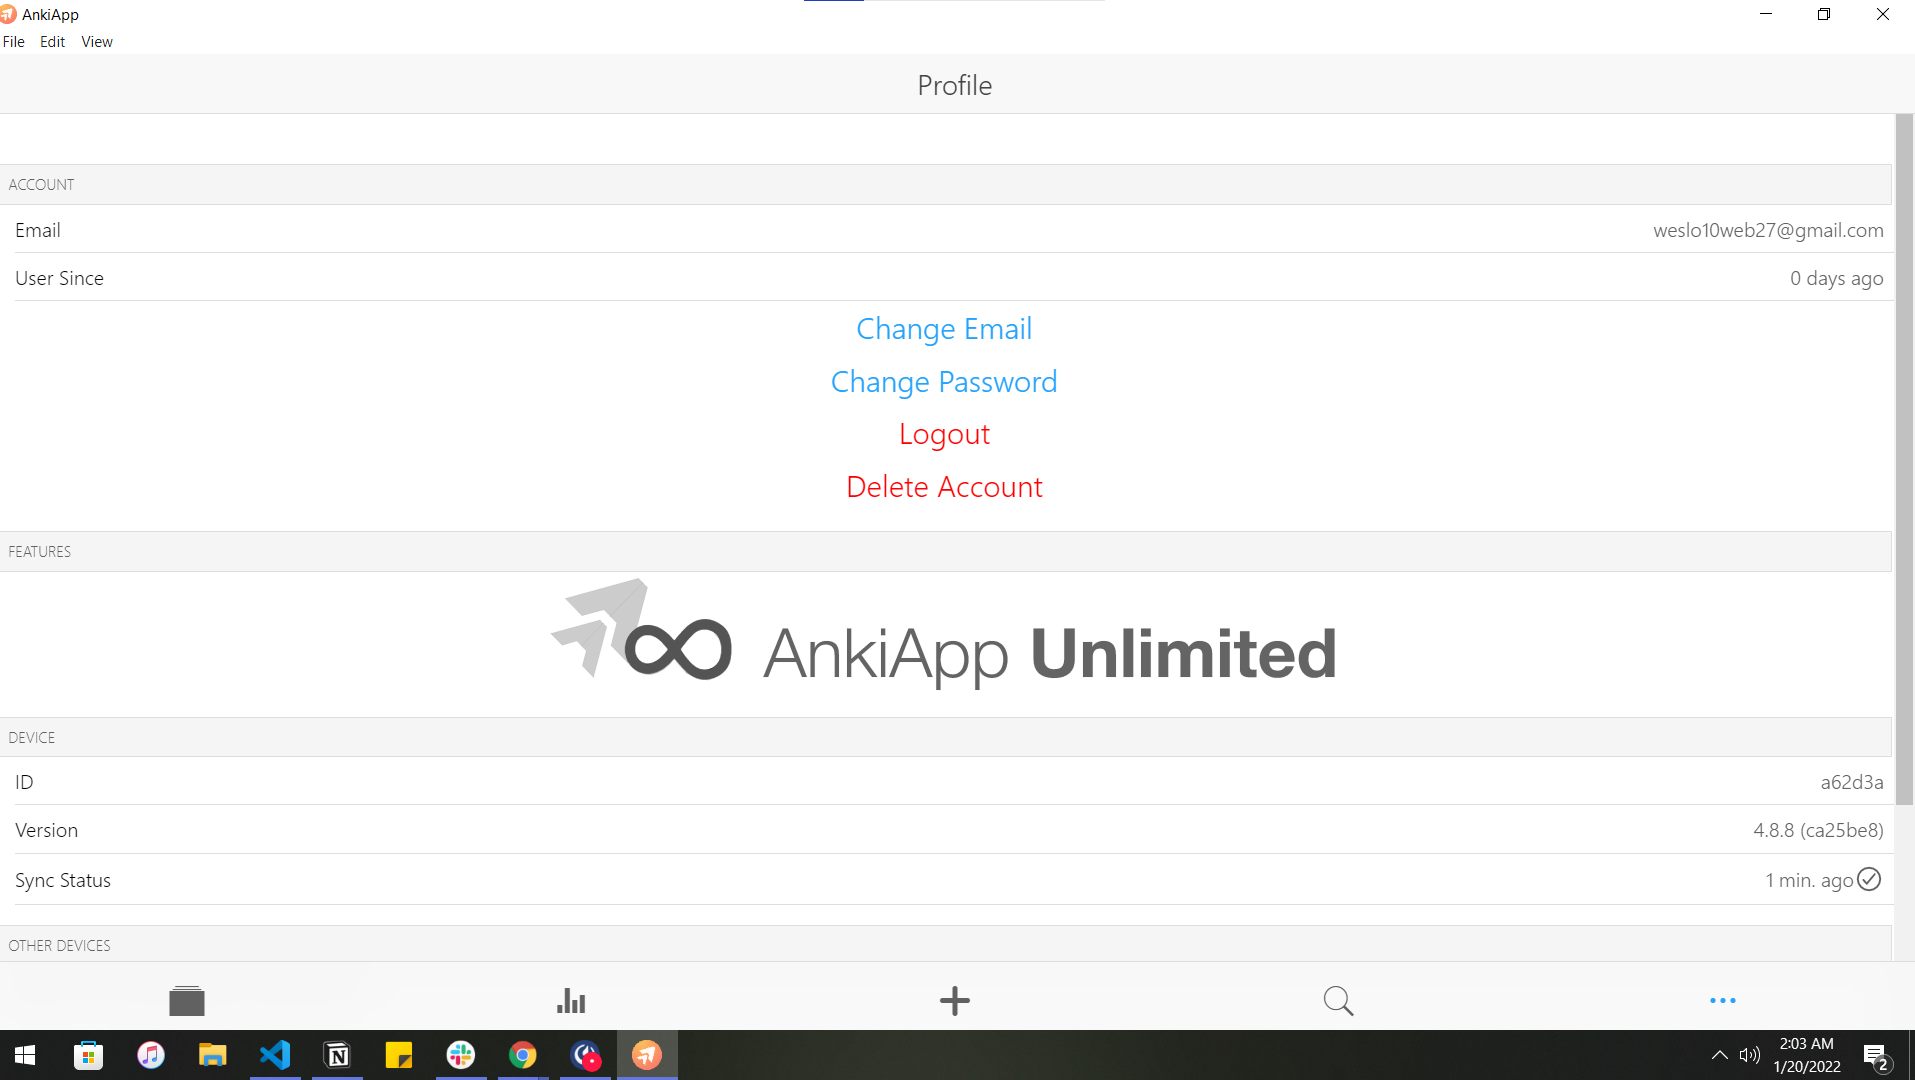 AnkiApp
File Edit View
Profile
ACCOUNT
Email weslo10web27@gmail.com
User Since 0 days ago
Change Email
Change Password
Logout
Delete Account
FEATURES
AnkiApp Unlimited
DEVICE
ID a62d3a
Version 4.8.8 (ca25be8)
Sync Status 1 min. ago
OTHER DEVICES
2:03 AM
1/20/2022
2